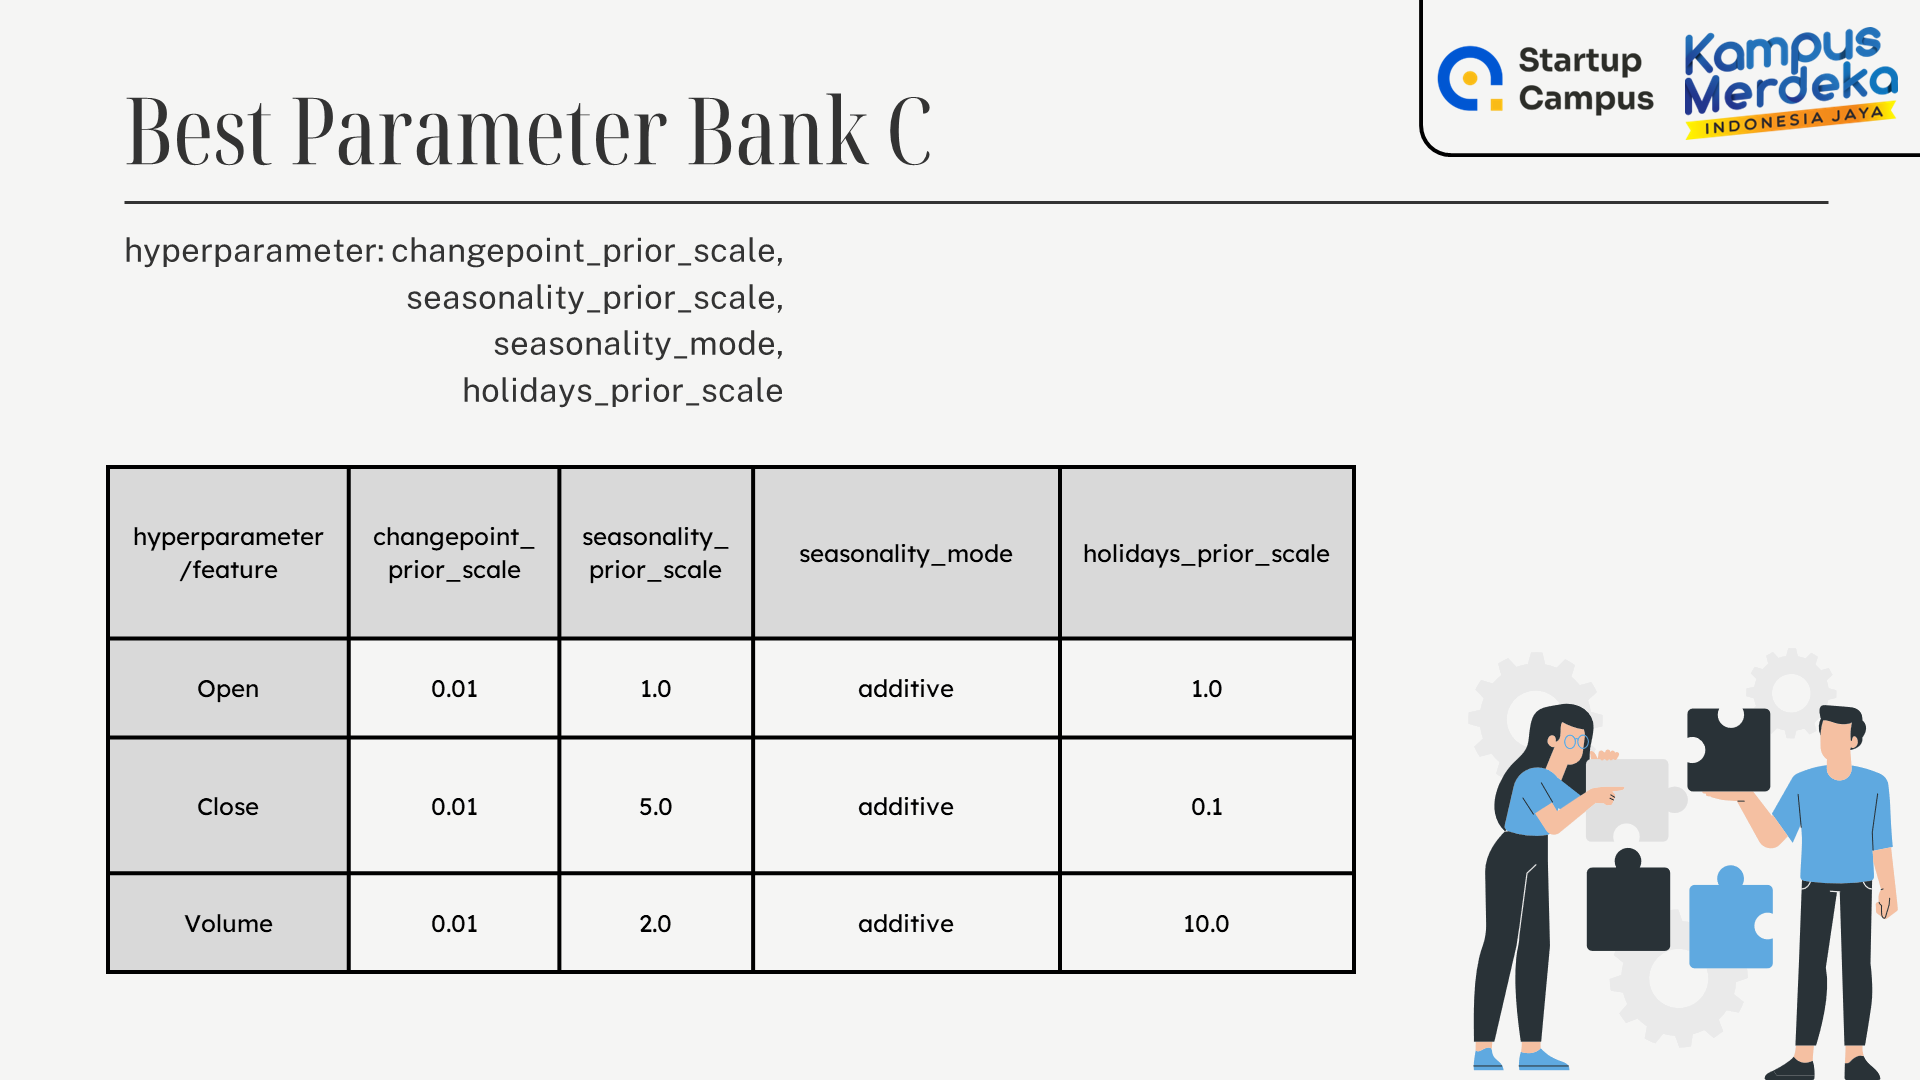 Best Parameter Bank C
Startup
Campus
Kampus
Merdeka
INDONESIA JAYA
hyperparameter: changepoint_prior_scale,
seasonality_prior_scale,
seasonality_mode,
holidays_prior_scale
hyperparameter
/feature
changepoint_
prior_scale
seasonality_
prior_scale
seasonality_mode
holidays_prior_scale
Open
0.01
1.0
additive
1.0
Close
0.01
5.0
additive
0.1
Volume
0.01
2.0
additive
10.0